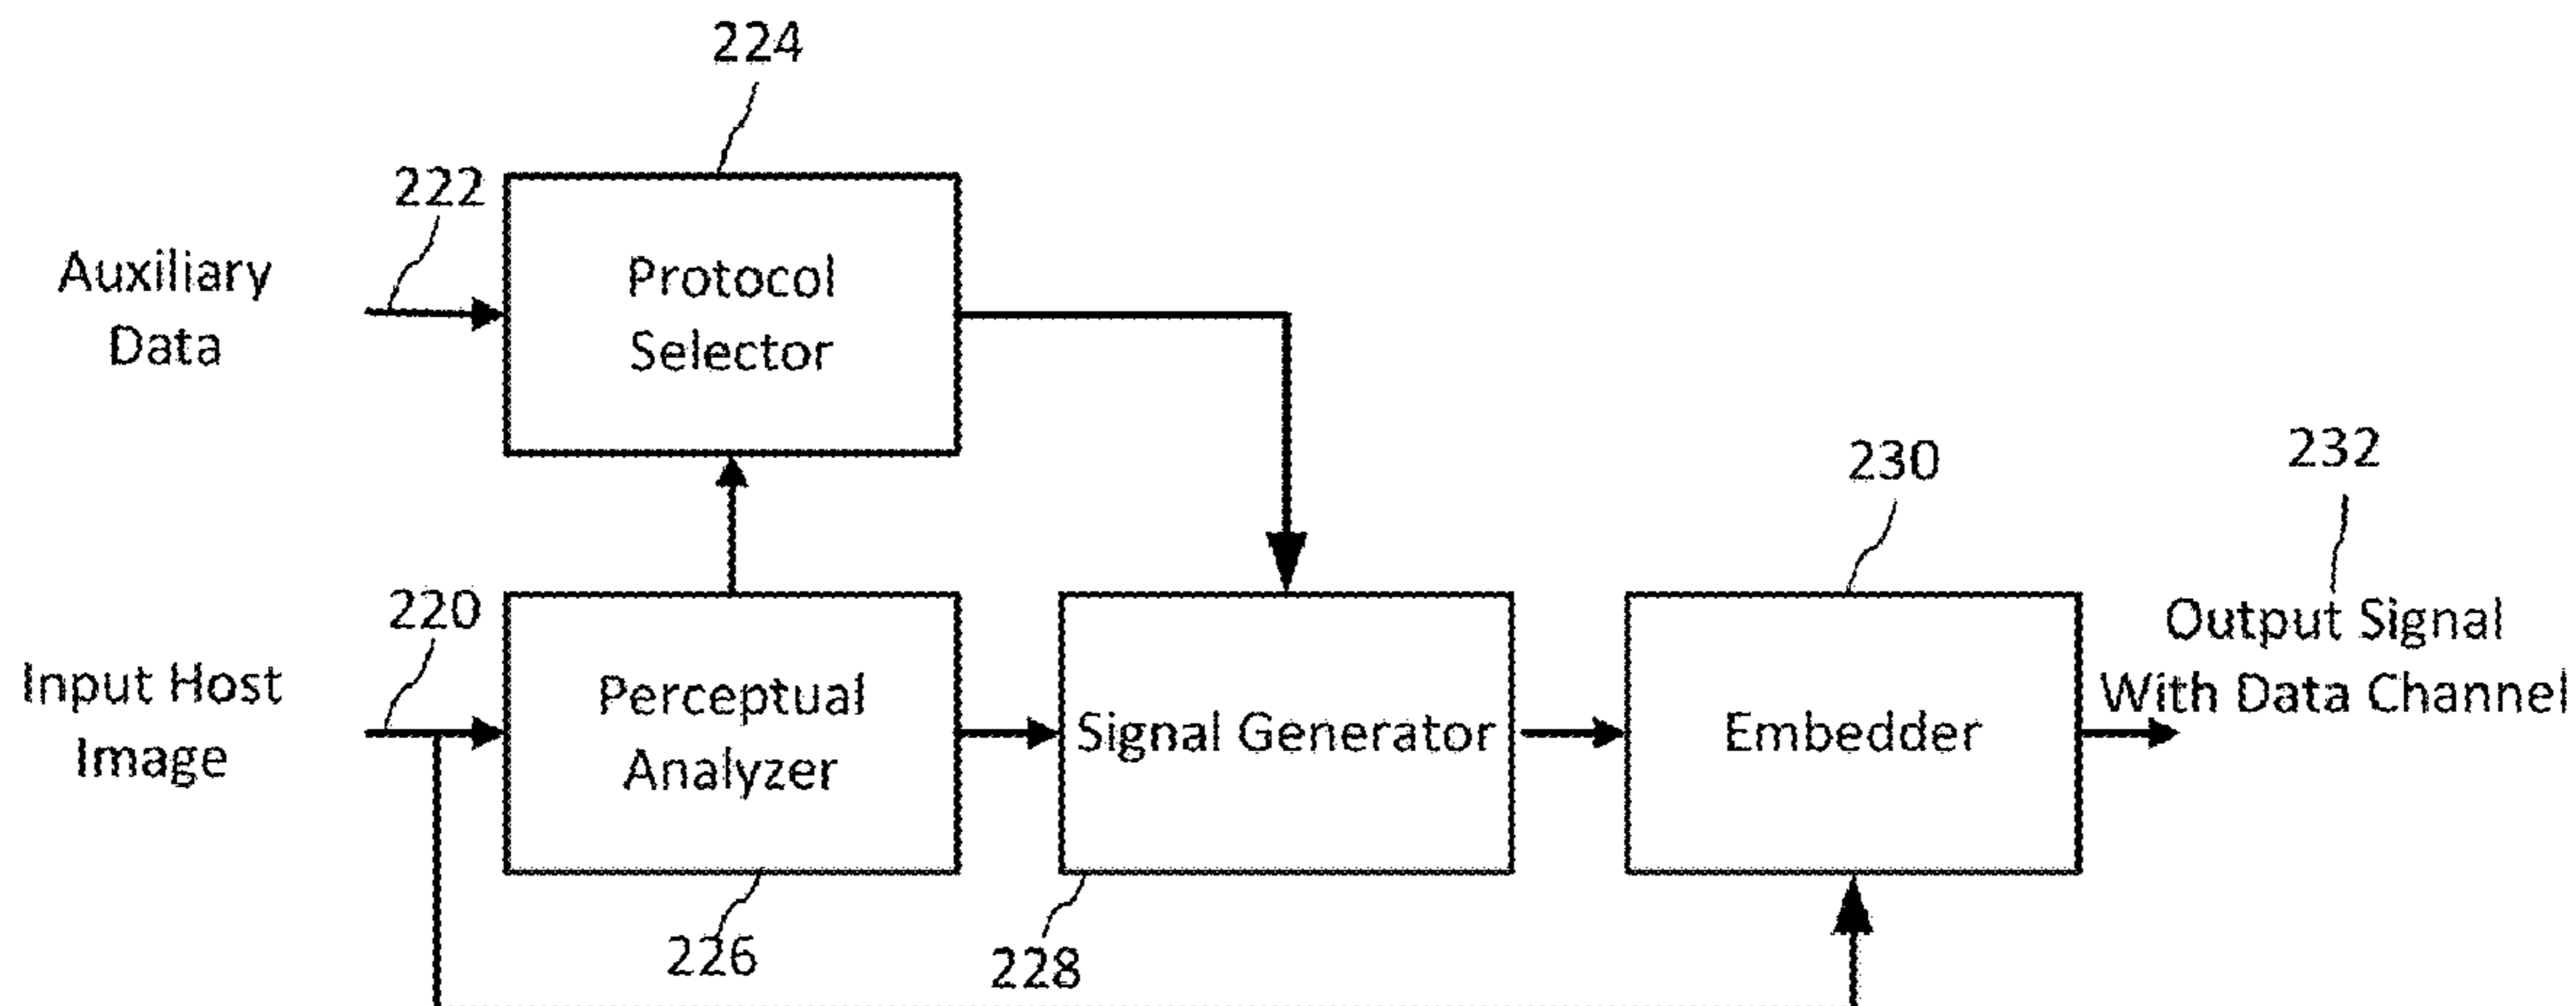 224
222
Auxiliary
Data
Protocol
Selector
230
232
220
Input Host
Image
Perceptual
Analyzer
Signal Generator
Embedder
Output Signal
With Data Channel
226
228